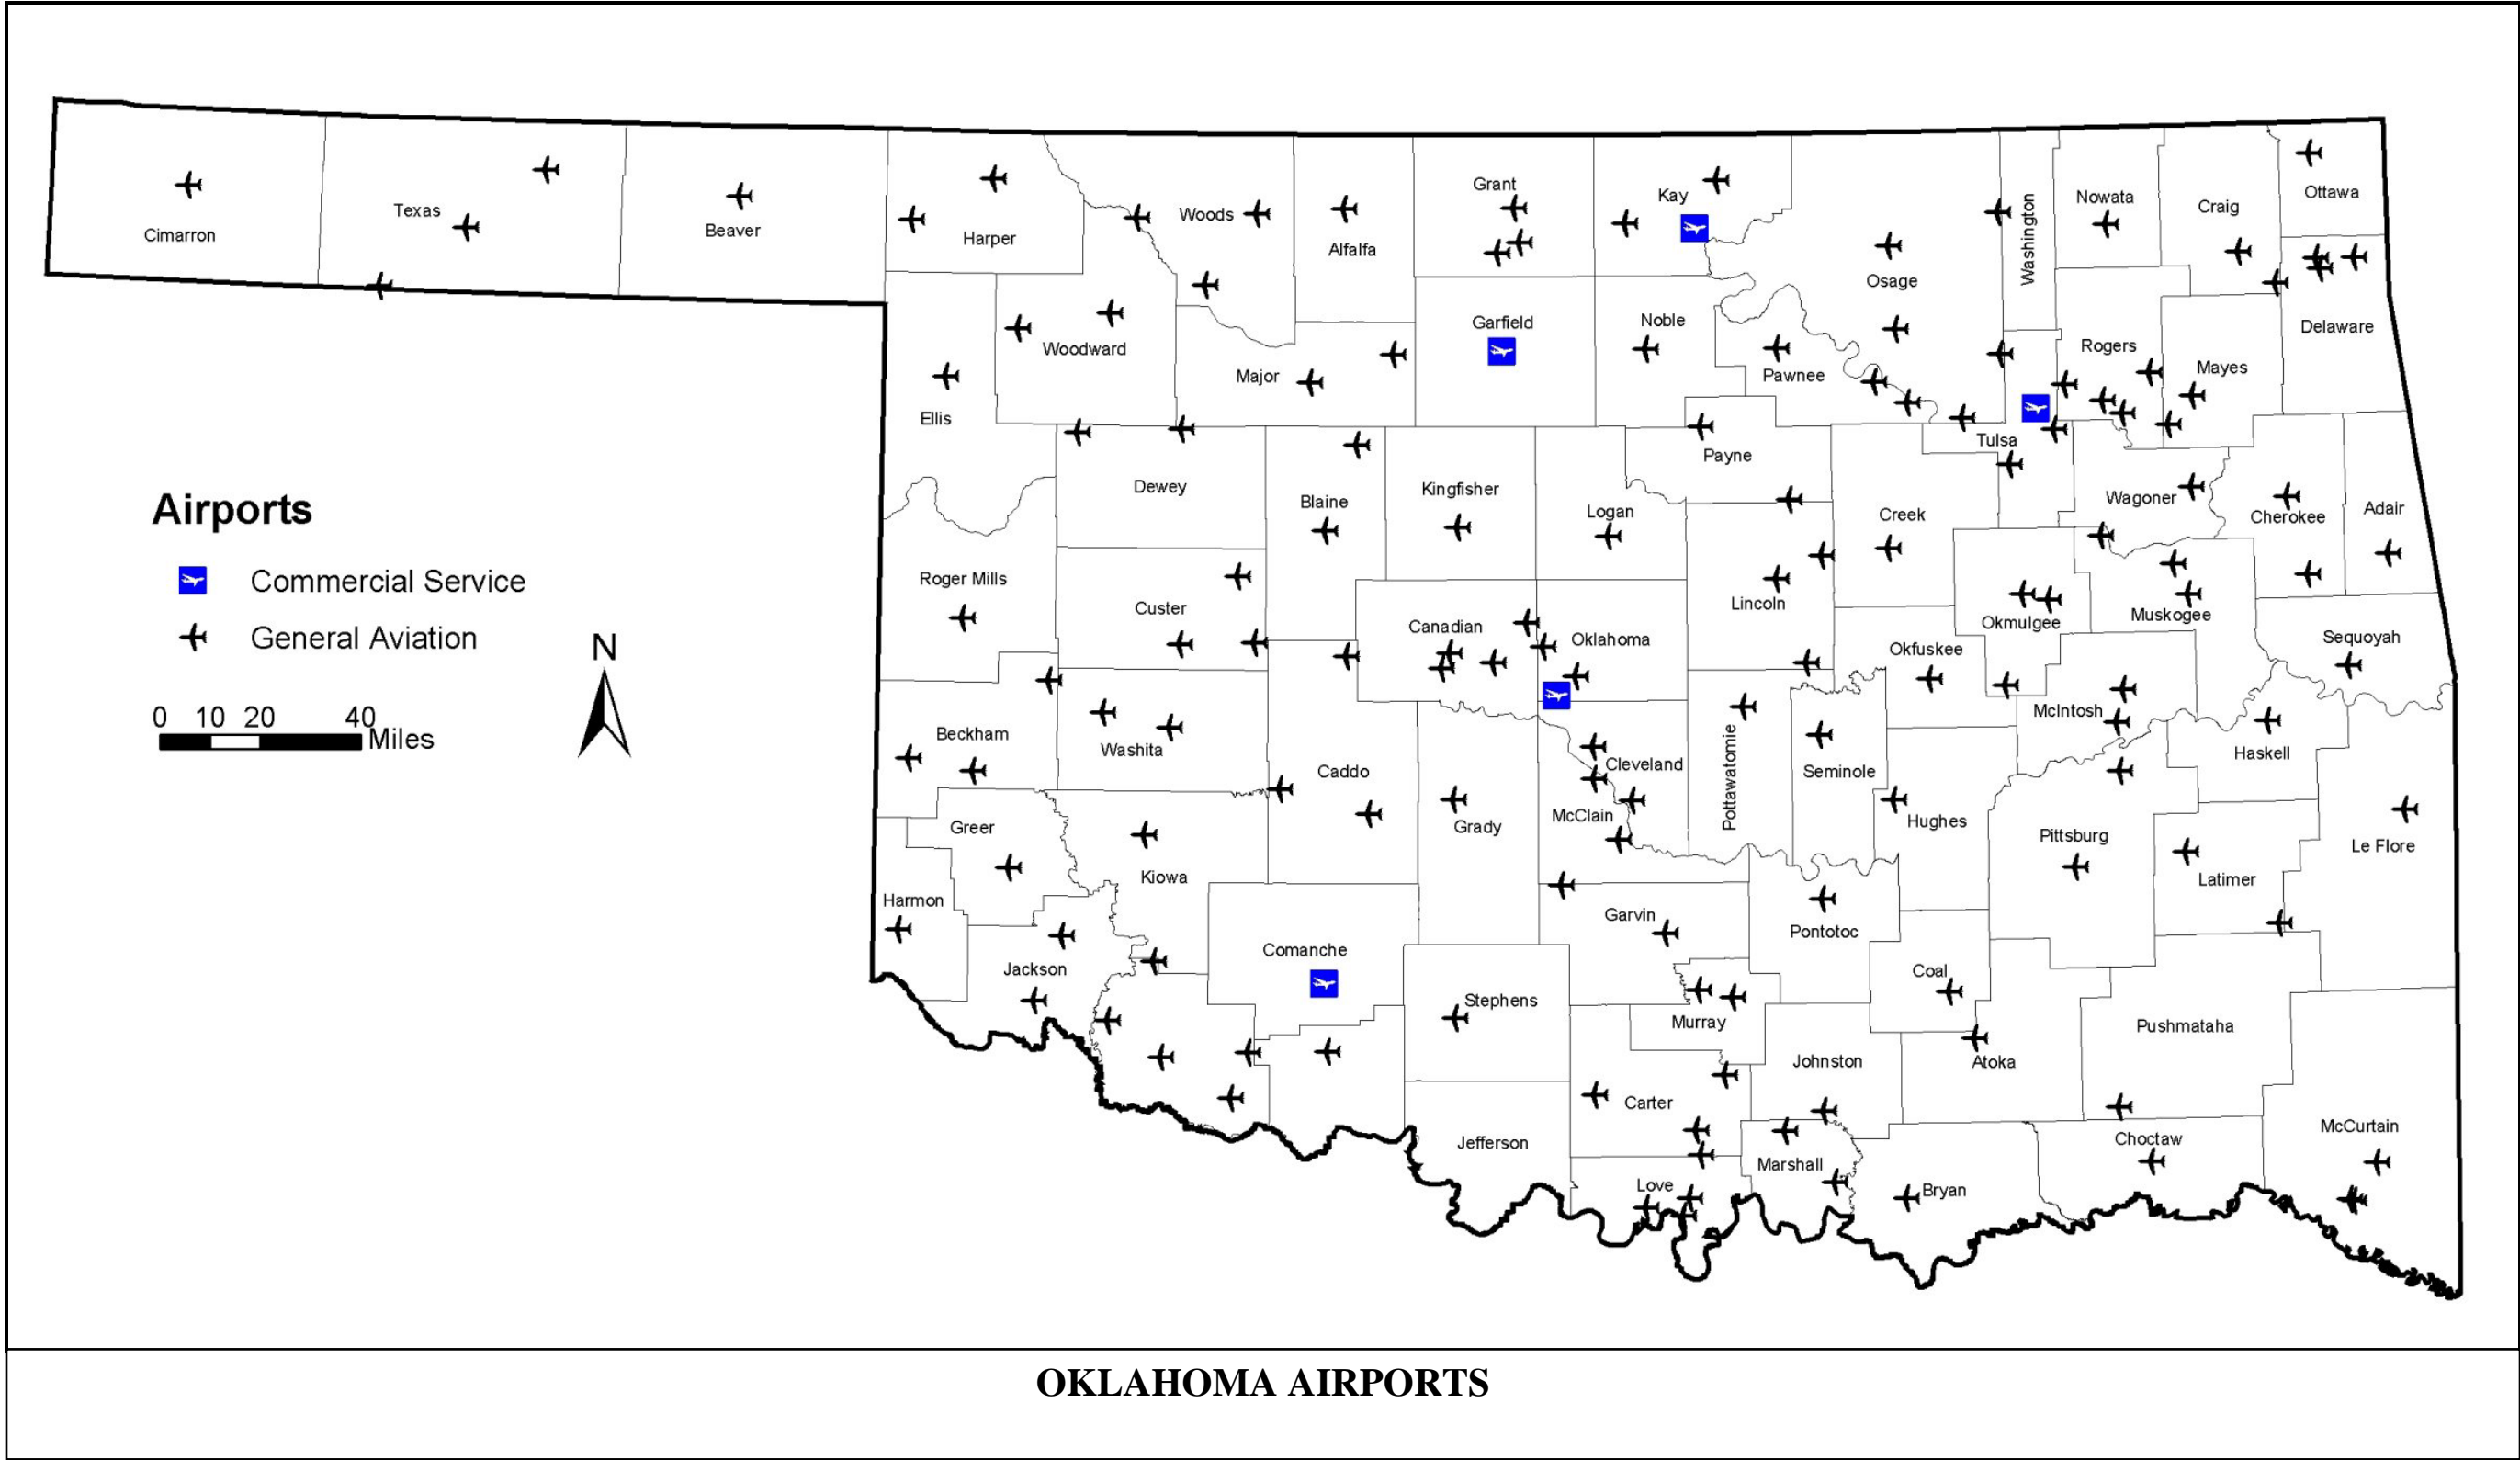 Cimarron
Texas
Beaver
Harper
Woods
Alfalfa
Grant
Kay
Osage
Washington
Nowata
Craig
Ottawa
Delaware
Ellis
Woodward
Major
Garfield
Noble
Pawnee
Rogers
Mayes
Tulsa
Payne
Dewey
Blaine
Kingfisher
Logan
Creek
Wagoner
Cherokee
Adair
Airports
Commercial Service
General Aviation
N
0 10 20 40
Miles
Roger Mills
Custer
Canadian
Oklahoma
Lincoln
Okfuskee
Okmulgee
Muskogee
Sequoyah
Beckham
Washita
Caddo
Grady
McClain
Cleveland
Pottawatomie
Seminole
Hughes
McIntosh
Haskell
Pittsburg
Latimer
Le Flore
Greer
Harmon
Kiowa
Jackson
Comanche
Stephens
Garvin
Pontotoc
Coal
Murray
Johnston
Atoka
Pushmataha
Carter
Jefferson
Love
Marshall
Bryan
Choctaw
McCurtain
OKLAHOMA AIRPORTS